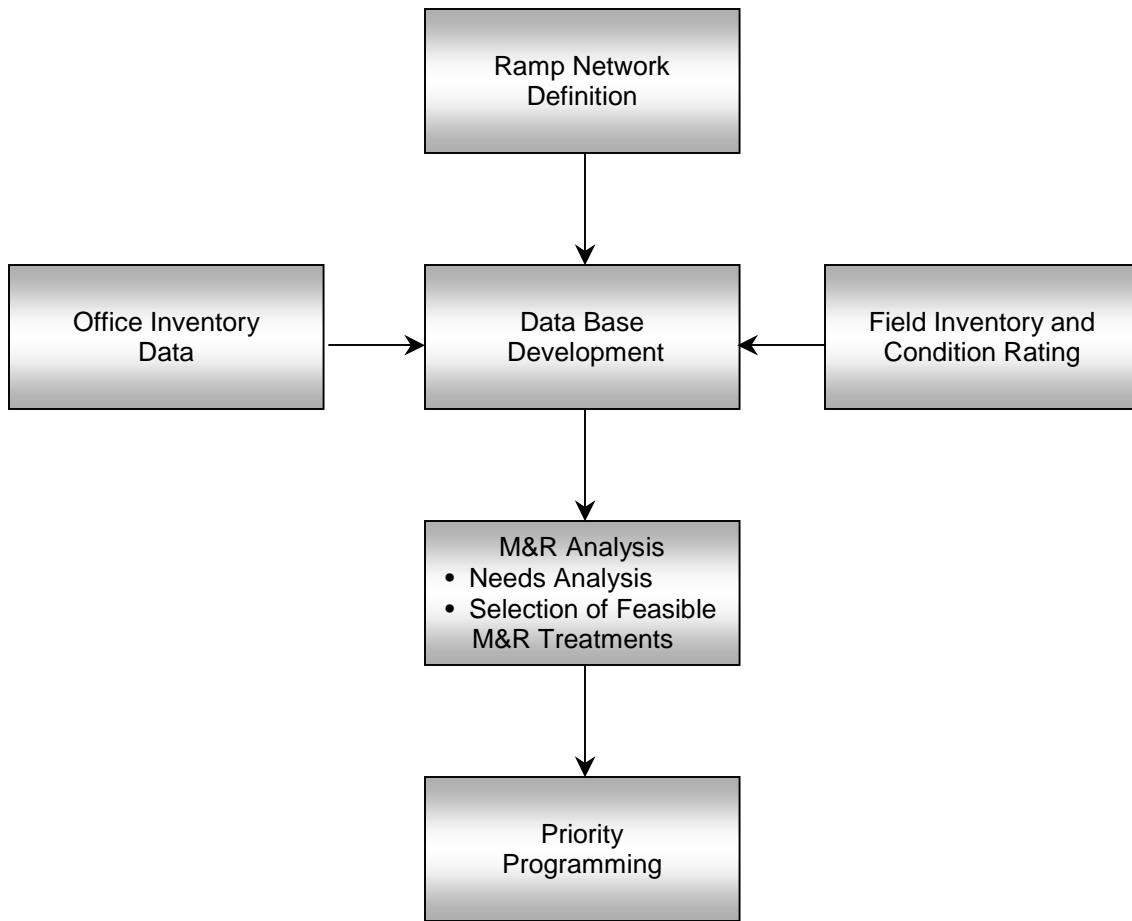 Ramp Network
Definition
Office Inventory
Data
Data Base
Development
Field Inventory and
Condition Rating
M&R Analysis
• Needs Analysis
• Selection of Feasible
M&R Treatments
Priority
Programming